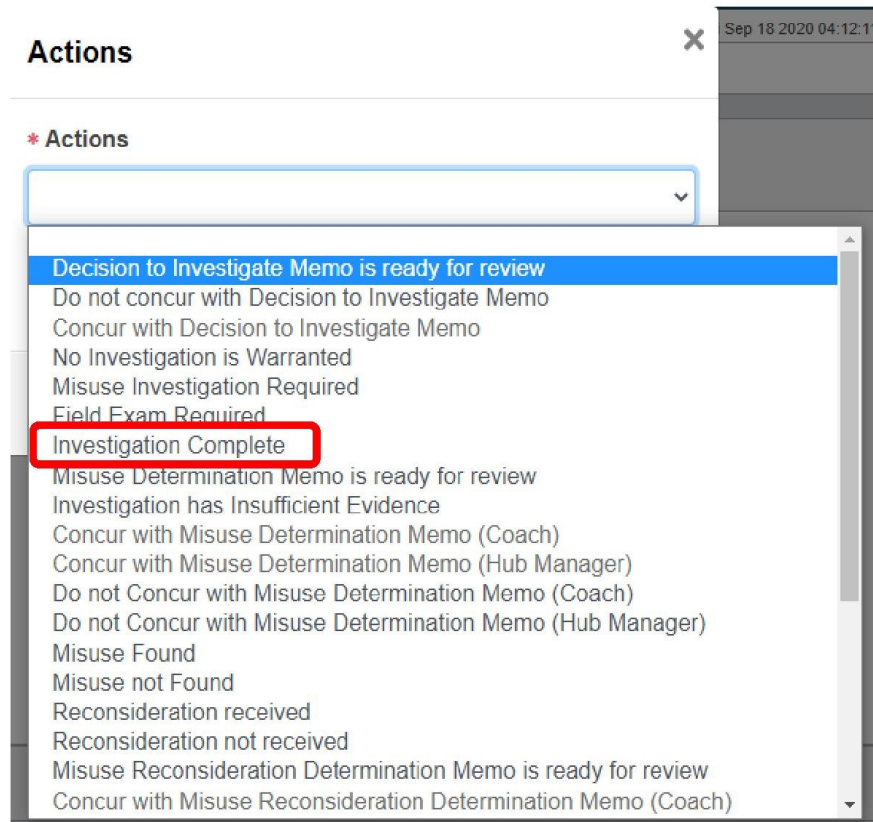 Actions
Sep 18 2020 04:12:11
* Actions
Decision to Investigate Memo is ready for review
Do not concur with Decision to Investigate Memo
Concur with Decision to Investigate Memo
No Investigation is Warranted
Misuse Investigation Required
Field Exam Required
Investigation Complete
Misuse Determination Memo is ready for review
Investigation has Insufficient Evidence
Concur with Misuse Determination Memo (Coach)
Concur with Misuse Determination Memo (Hub Manager)
Do not Concur with Misuse Determination Memo (Coach)
Do not Concur with Misuse Determination Memo (Hub Manager)
Misuse Found
Misuse not Found
Reconsideration received
Reconsideration not received
Misuse Reconsideration Determination Memo is ready for review
Concur with Misuse Reconsideration Determination Memo (Coach)